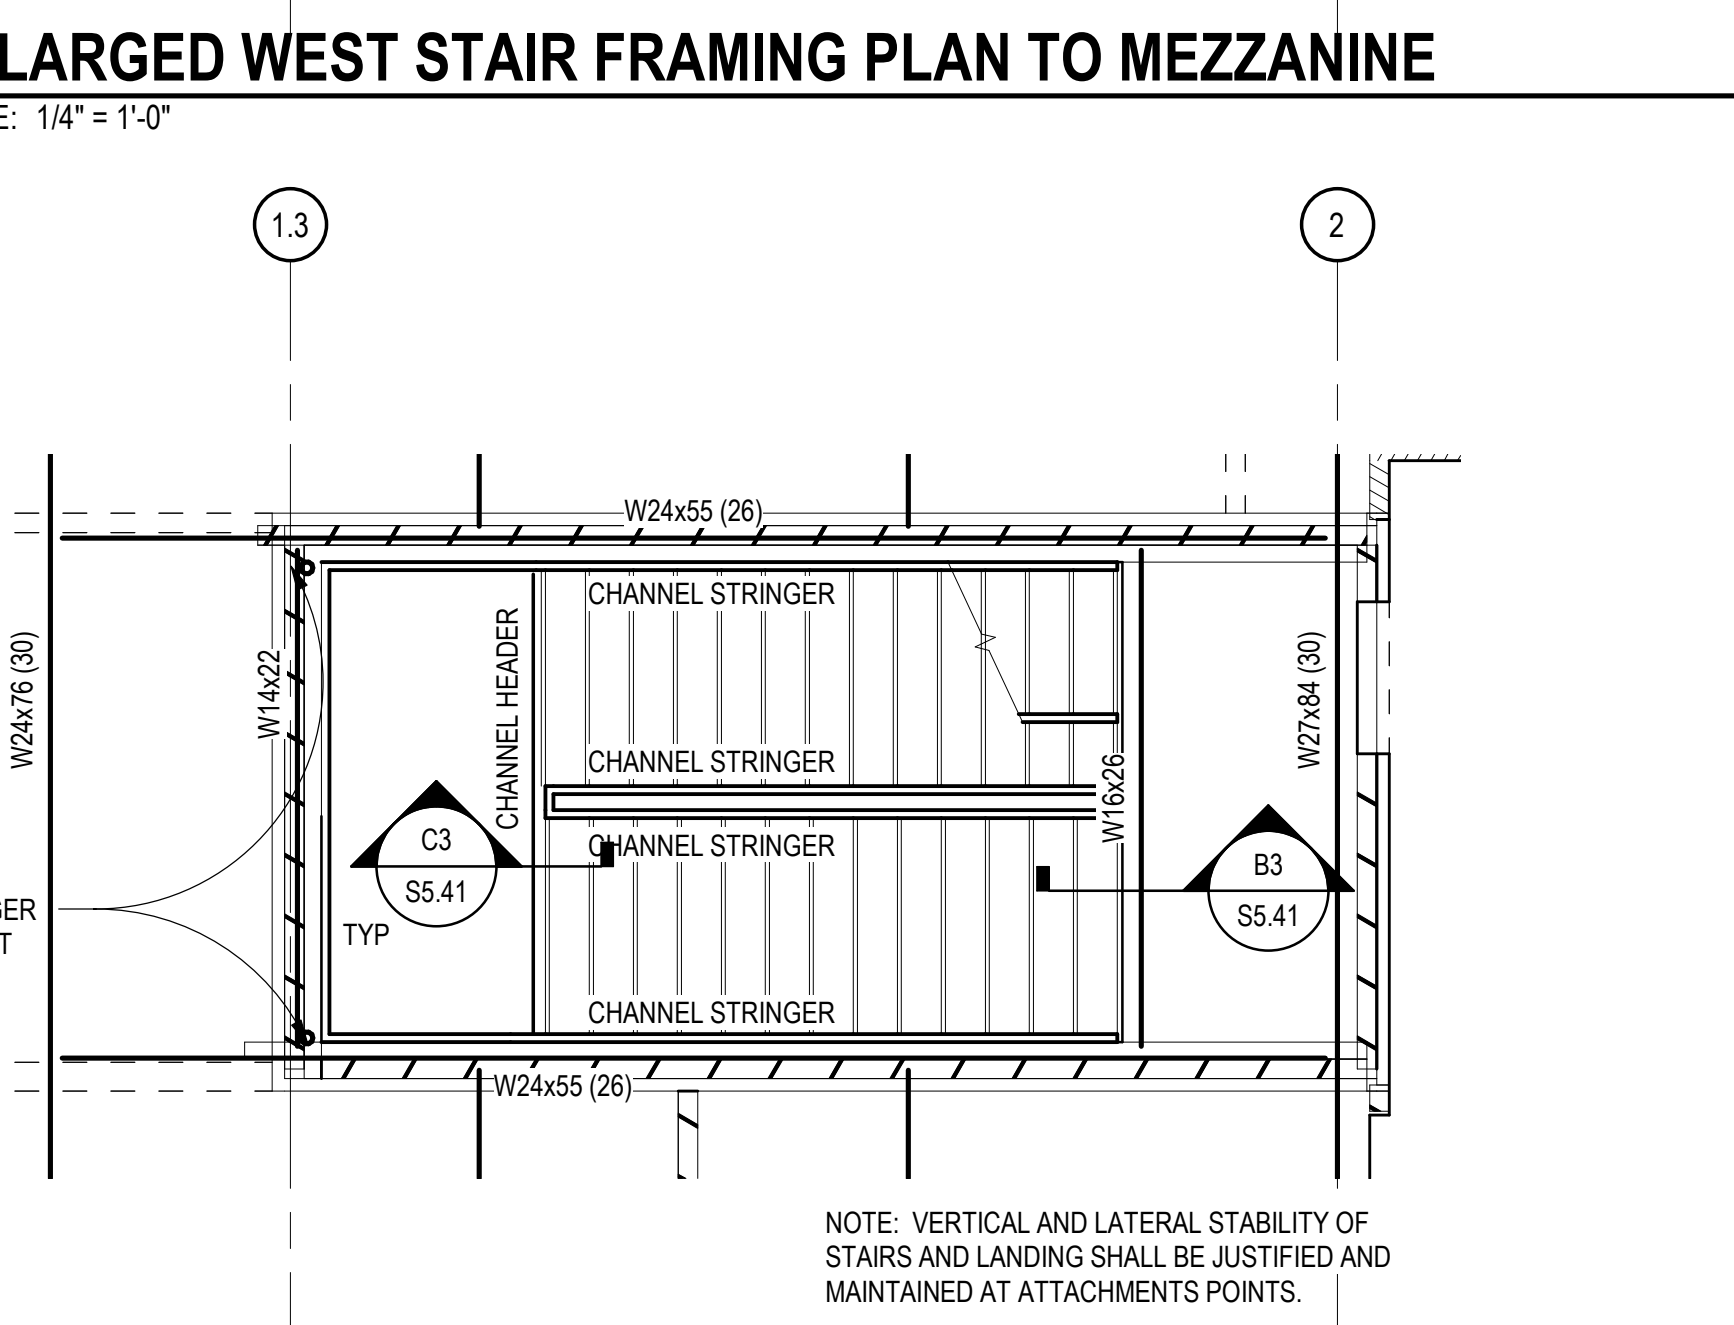 LARGED WEST STAIR FRAMING PLAN TO MEZZANINE
E: 1/4" = 1'-0"
1.3
2
W24x55 (26)
CHANNEL STRINGER
W24x76 (30)
W14x22
CHANNEL HEADER
W27x84 (30)
CHANNEL STRINGER
W16x26
C3
S5.41
CHANNEL STRINGER
B3
S5.41
GER
T
TYP
CHANNEL STRINGER
W24x55 (26)
NOTE: VERTICAL AND LATERAL STABILITY OF
STAIRS AND LANDING SHALL BE JUSTIFIED AND
MAINTAINED AT ATTACHMENTS POINTS.